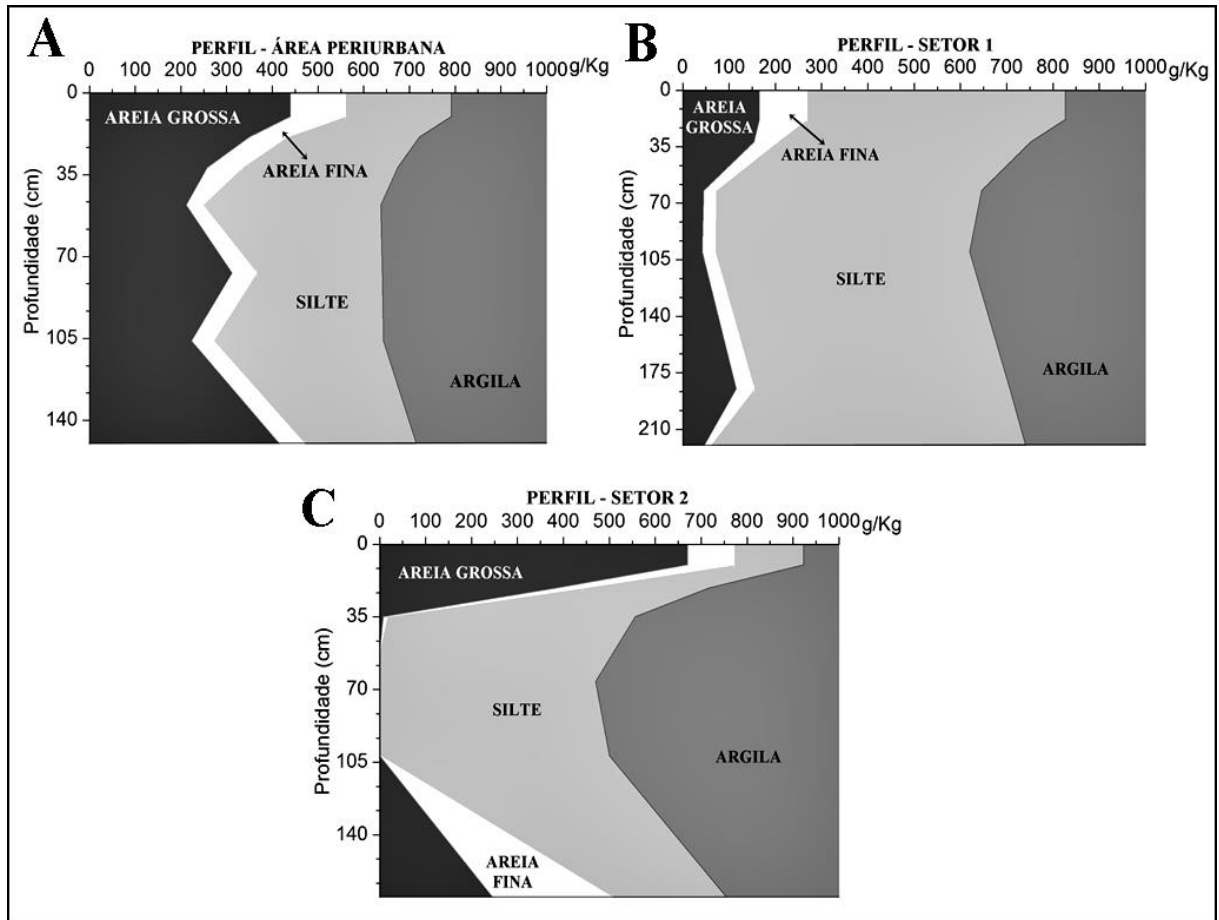 A
PERFIL - ÁREA PERIURBANA
0 100 200 300 400 500 600 700 800 900 1000 g/Kg
Profundidade (cm)
0
35
70
105
140
AREIA GROSSA
AREIA FINA
SILTE
ARGILA
B
PERFIL - SETOR 1
0 100 200 300 400 500 600 700 800 900 1000 g/Kg
Profundidade (cm)
0
35
70
105
140
175
210
AREIA
GROSSA
AREIA FINA
SILTE
ARGILA
C
PERFIL - SETOR 2
0 100 200 300 400 500 600 700 800 900 1000 g/Kg
Profundidade (cm)
0
35
70
105
140
AREIA GROSSA
SILTE
ARGILA
AREIA
FINA